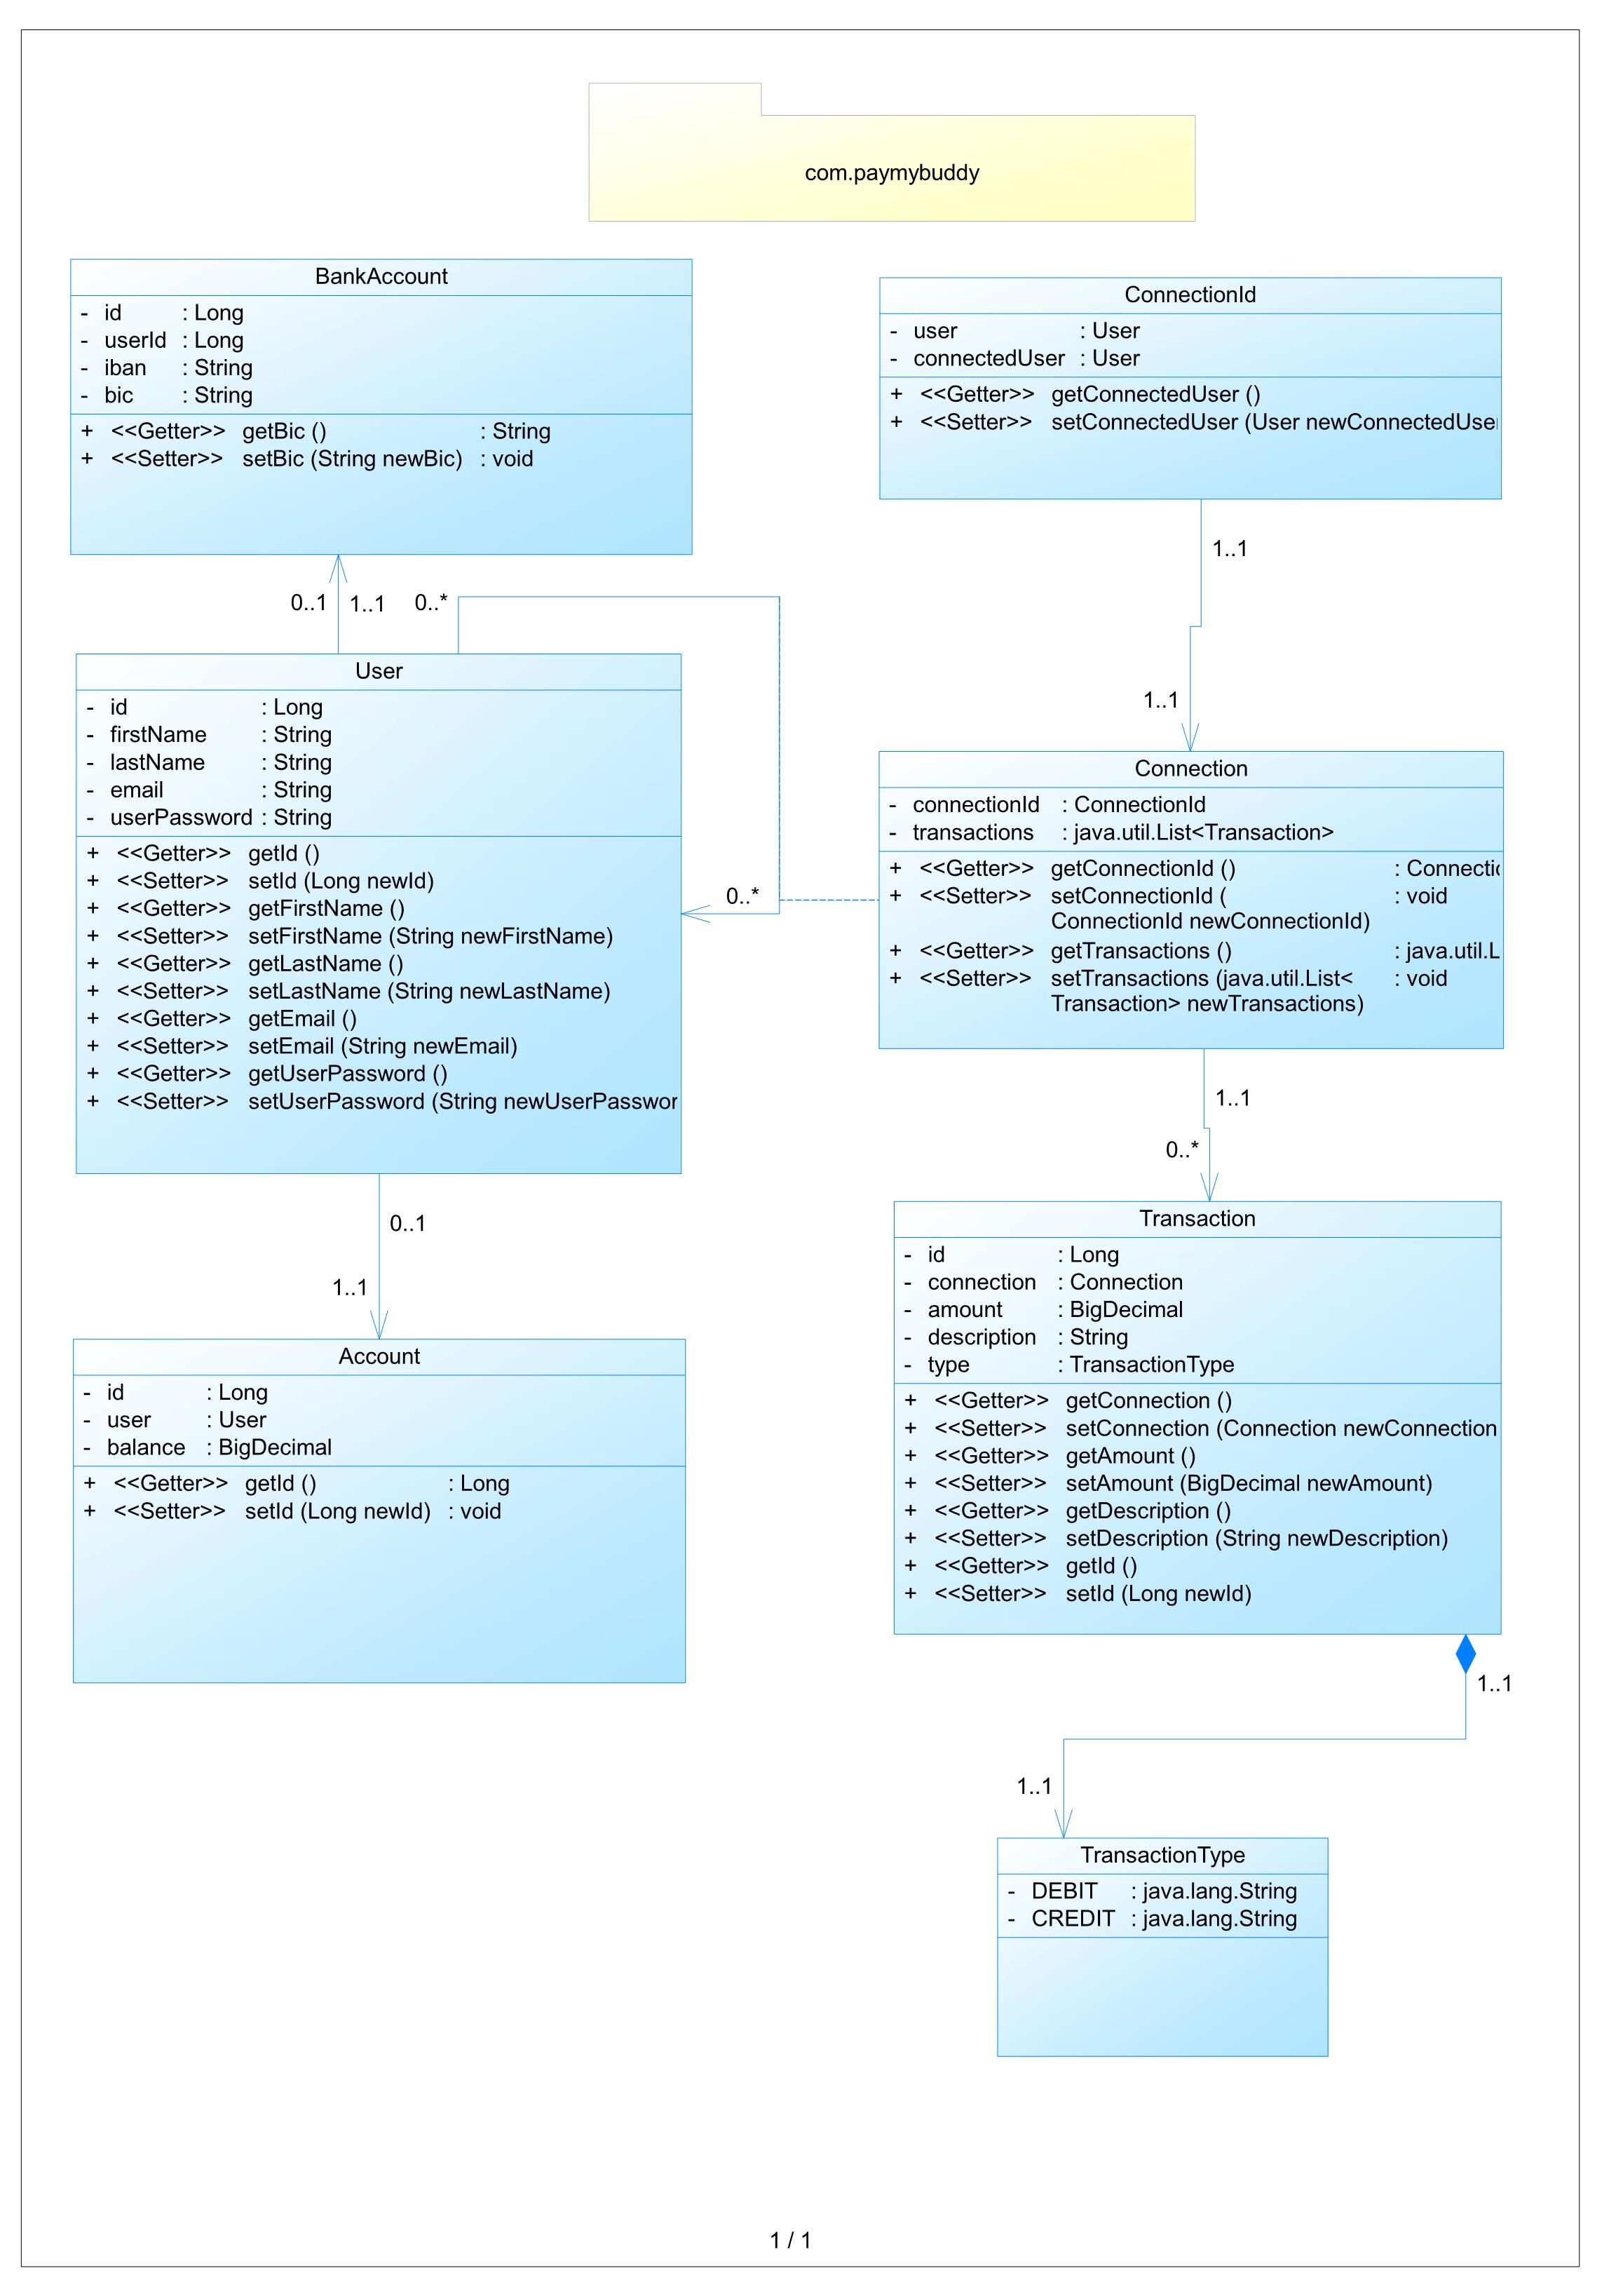 com.paymybuddy
BankAccount
- id : Long
- userId : Long
- iban : String
- bic : String
+ <<Getter>> getBic () : String
+ <<Setter>> setBic (String newBic) : void
ConnectionId
- user : User
- connectedUser : User
+ <<Getter>> getConnectedUser ()
+ <<Setter>> setConnectedUser (User newConnectedUse
0..1 1..1 0..*
1..1
1..1
User
- id : Long
- firstName : String
- lastName : String
- email : String
- userPassword : String
+ <<Getter>> getId ()
+ <<Setter>> setId (Long newId)
+ <<Getter>> getFirstName ()
+ <<Setter>> setFirstName (String newFirstName)
+ <<Getter>> getLastName ()
+ <<Setter>> setLastName (String newLastName)
+ <<Getter>> getEmail ()
+ <<Setter>> setEmail (String newEmail)
+ <<Getter>> getUserPassword ()
+ <<Setter>> setUserPassword (String newUserPasswor
0..*
Connection
- connectionId : ConnectionId
- transactions : java.util.List<Transaction>
+ <<Getter>> getConnectionId () : Connectic
+ <<Setter>> setConnectionId ( : void
ConnectionId newConnectionId)
+ <<Getter>> getTransactions () : java.util.L
+ <<Setter>> setTransactions (java.util.List< : void
Transaction> newTransactions)
1..1
0..*
0..1
1..1
Transaction
- id : Long
- connection : Connection
- amount : BigDecimal
- description : String
- type : TransactionType
+ <<Getter>> getConnection ()
+ <<Setter>> setConnection (Connection newConnection
+ <<Getter>> getAmount ()
+ <<Setter>> setAmount (BigDecimal newAmount)
+ <<Getter>> getDescription ()
+ <<Setter>> setDescription (String newDescription)
+ <<Getter>> getId ()
+ <<Setter>> setId (Long newId)
Account
- id : Long
- user : User
- balance : BigDecimal
+ <<Getter>> getId () : Long
+ <<Setter>> setId (Long newId) : void
1..1
1..1
TransactionType
- DEBIT : java.lang.String
- CREDIT : java.lang.String
1 / 1